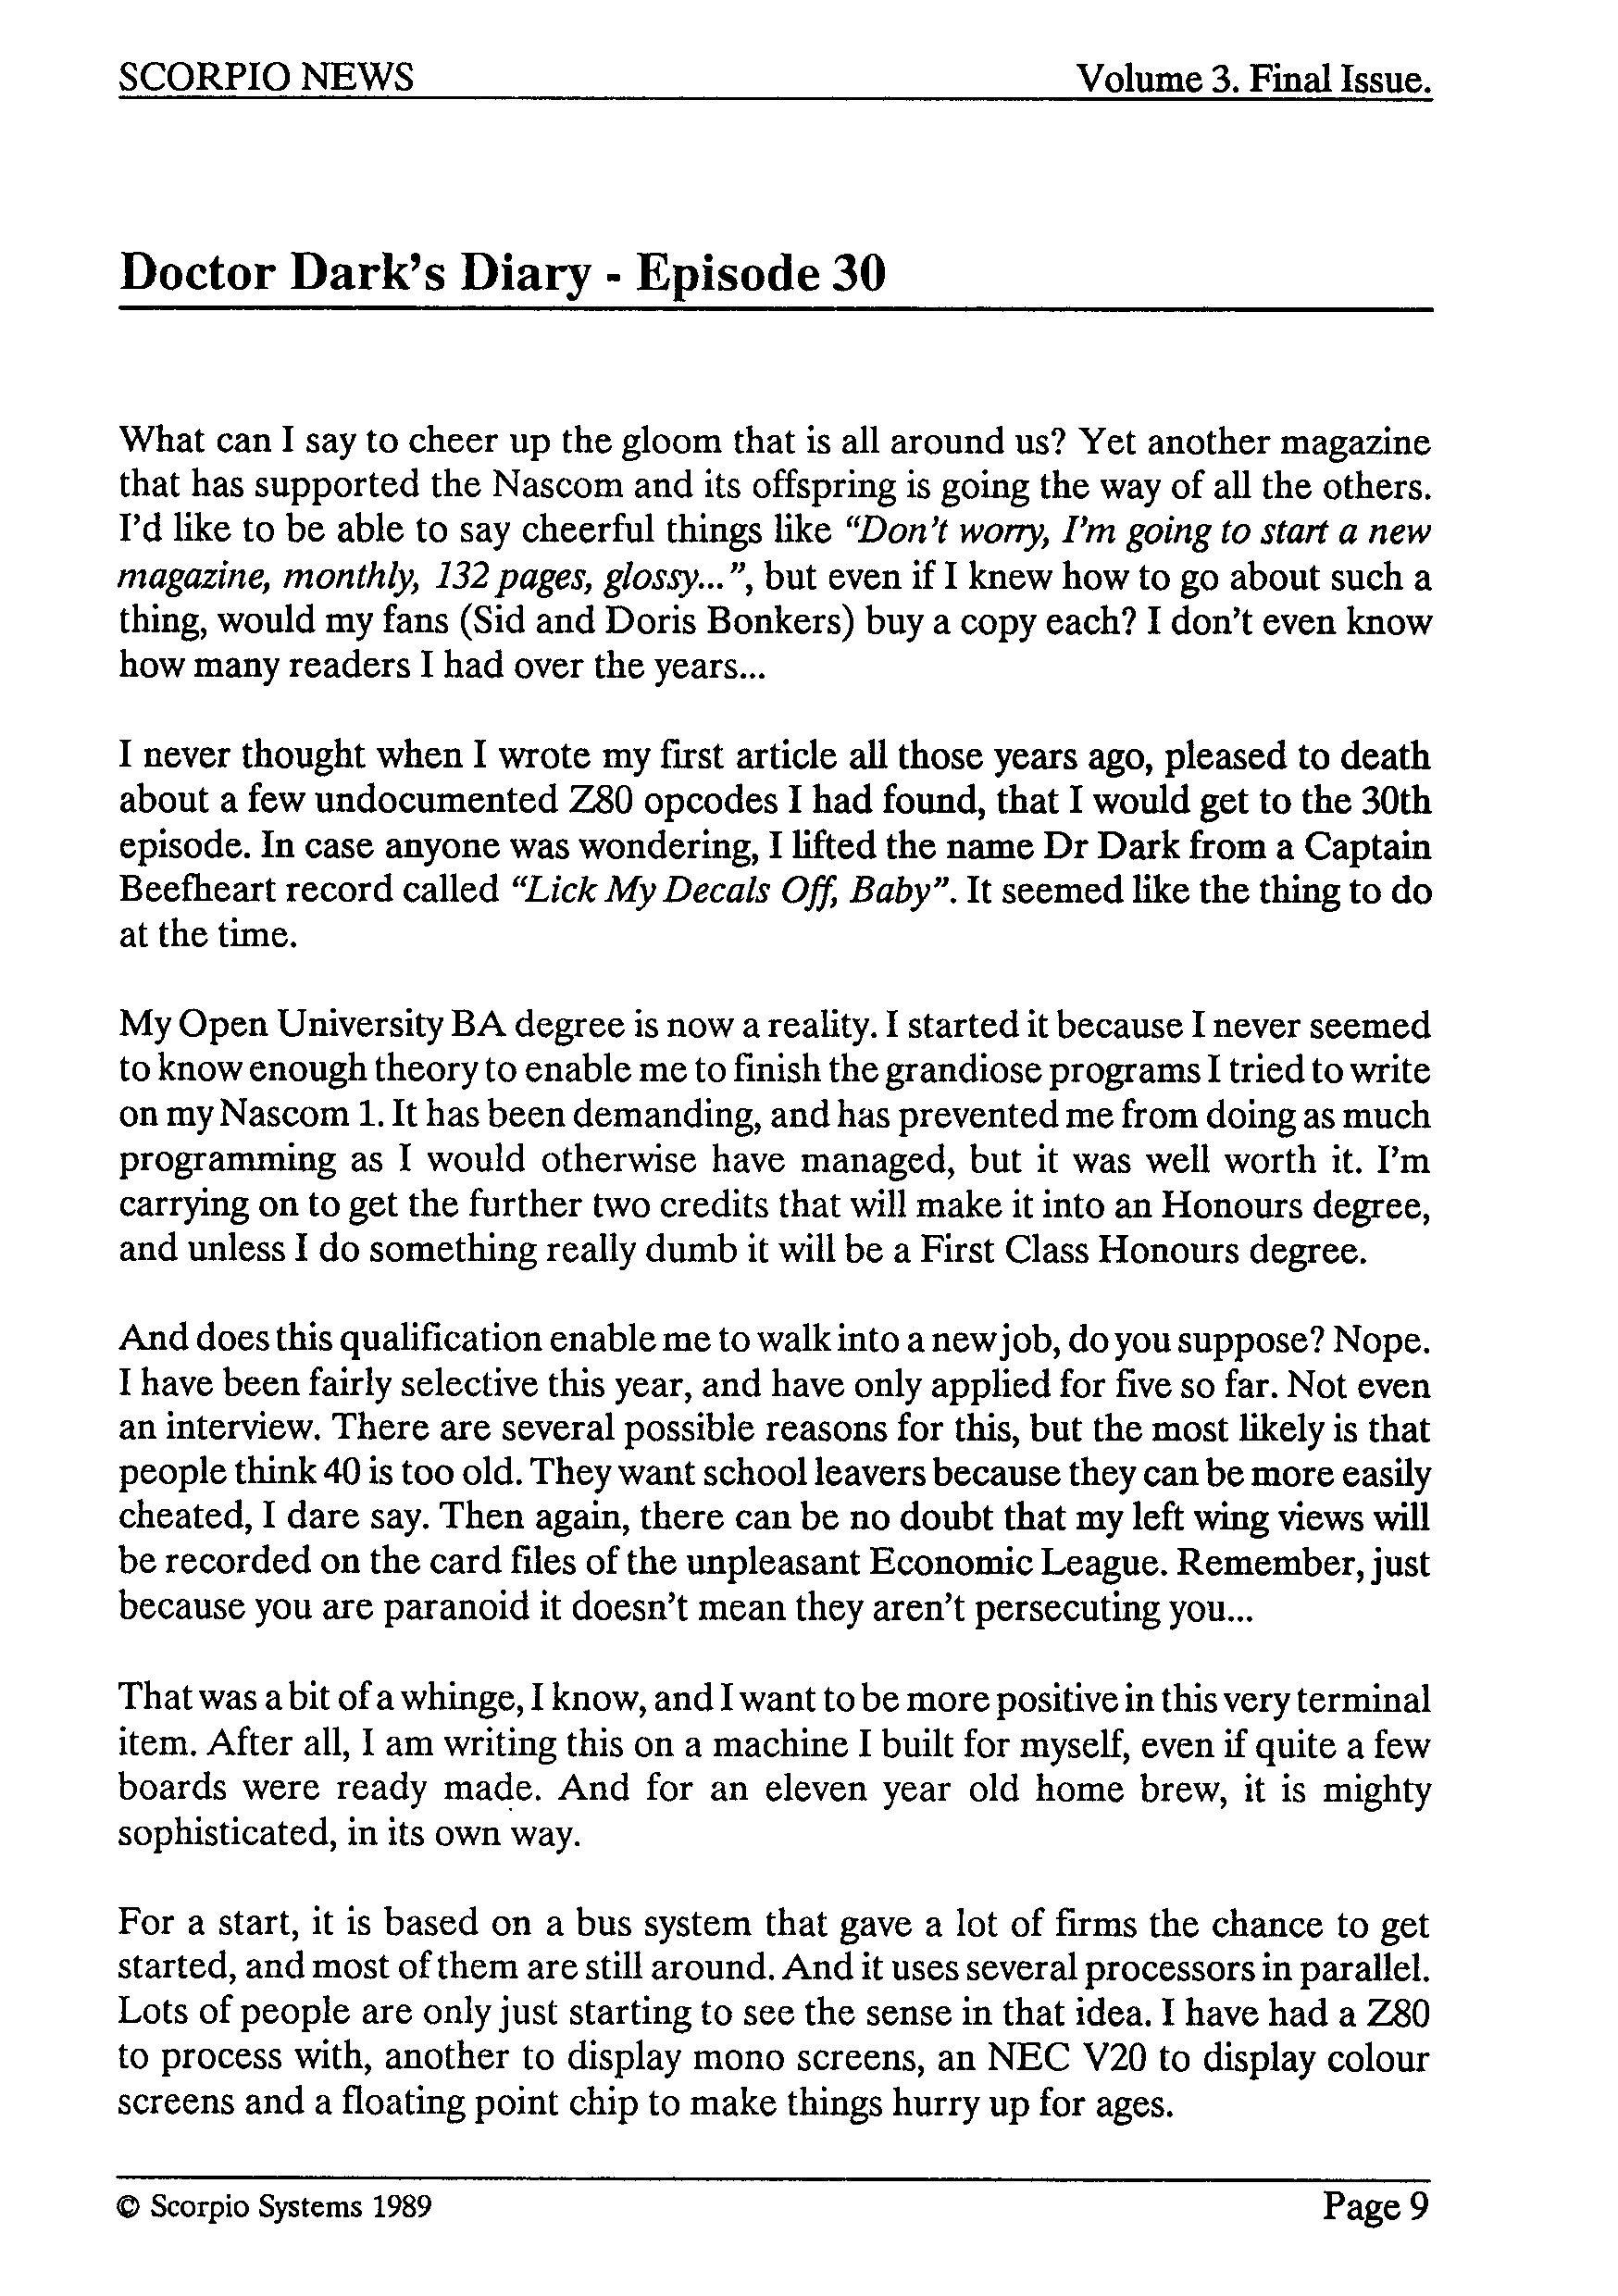 SCORPIO NEWS Volume 3. Final Issue.
Doctor Dark's Diary - Episode 30
What can I say to cheer up the gloom that is all around us? Yet another magazine
that has supported the Nascom and its offspring is going the way of all the others.
I'd like to be able to say cheerful things like “Don't worry, I'm going to start a new
magazine, monthly, 132 pages, glossy...”, but even if I knew how to go about such a
thing, would my fans (Sid and Doris Bonkers) buy a copy each? I don't even know
how many readers I had over the years...
I never thought when I wrote my first article all those years ago, pleased to death
about a few undocumented Z80 opcodes I had found, that I would get to the 30th
episode. In case anyone was wondering, I lifted the name Dr Dark from a Captain
Beefheart record called “Lick My Decals Off, Baby”. It seemed like the thing to do
at the time.
My Open University BA degree is now a reality. I started it because I never seemed
to know enough theory to enable me to finish the grandiose programs I tried to write
on my Nascom 1. It has been demanding, and has prevented me from doing as much
programming as I would otherwise have managed, but it was well worth it. I'm
carrying on to get the further two credits that will make it into an Honours degree,
and unless I do something really dumb it will be a First Class Honours degree.
And does this qualification enable me to walk into a new job, do you suppose? Nope.
I have been fairly selective this year, and have only applied for five so far. Not even
an interview. There are several possible reasons for this, but the most likely is that
people think 40 is too old. They want school leavers because they can be more easily
cheated, I dare say. Then again, there can be no doubt that my left wing views will
be recorded on the card files of the unpleasant Economic League. Remember, just
because you are paranoid it doesn't mean they aren't persecuting you...
That was a bit of a whinge, I know, and I want to be more positive in this very terminal
item. After all, I am writing this on a machine I built for myself, even if quite a few
boards were ready made. And for an eleven year old home brew, it is mighty
sophisticated, in its own way.
For a start, it is based on a bus system that gave a lot of firms the chance to get
started, and most of them are still around. And it uses several processors in parallel.
Lots of people are only just starting to see the sense in that idea. I have had a Z80
to process with, another to display mono screens, an NEC V20 to display colour
screens and a floating point chip to make things hurry up for ages.
© Scorpio Systems 1989 Page 9